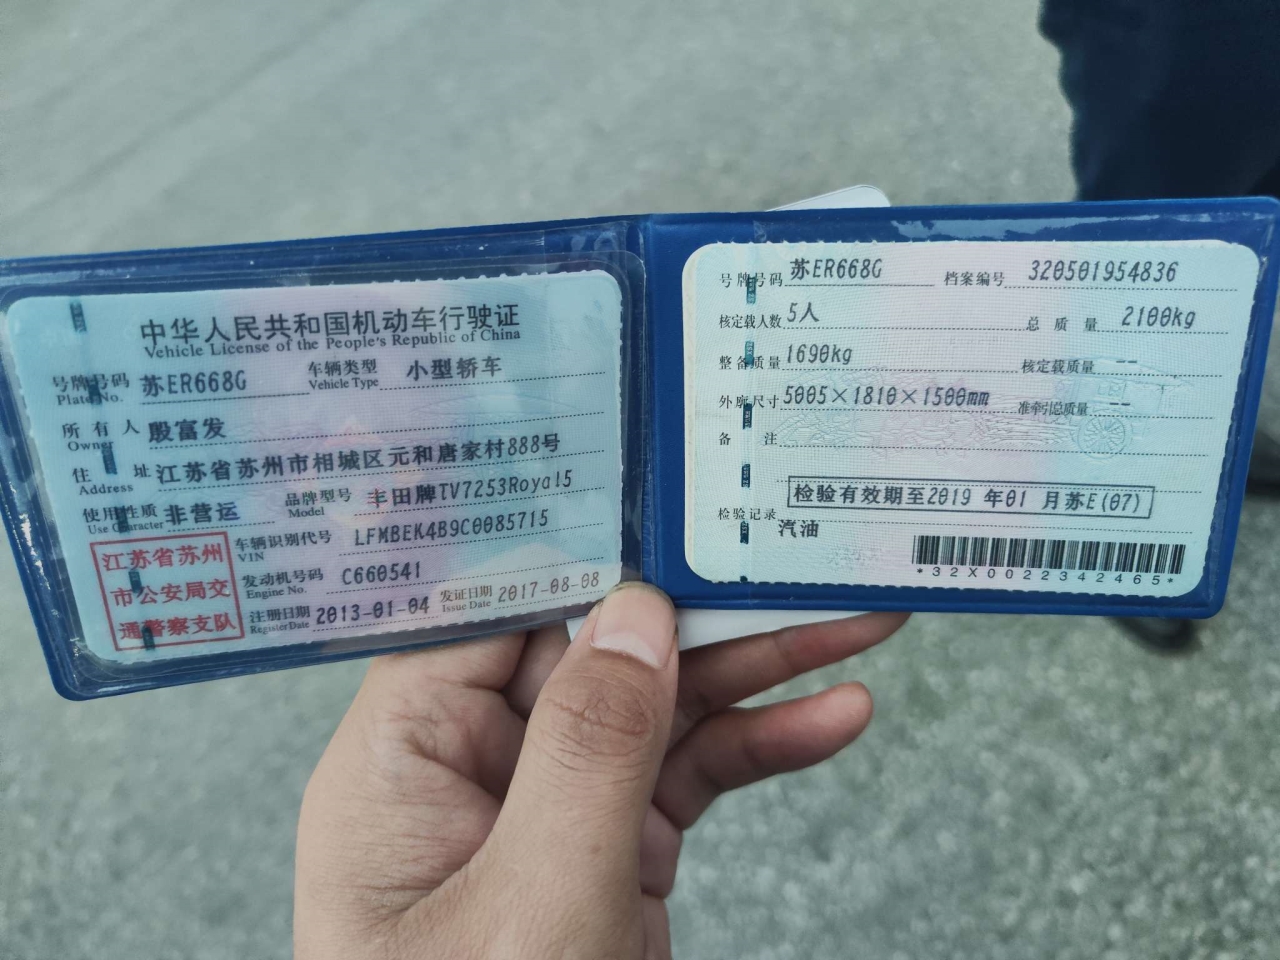 中华人民共和国机动车行驶证
Vehicle License of the People's Republic of China
号牌号码 苏ER668G 车辆类型 小型轿车
Plate No. Vehicle Type
所有人 殷富发
Owner
住址 江苏省苏州市相城区元和唐家村888号
Address
使用性质 非营运 品牌型号 丰田牌TV7253Royal5
Use Character Model
江苏省苏州
市公安局交
通警察支队
车辆识别代号 LFMBEK4B9C0085715
VIN
发动机号码 C660541
Engine No.
注册日期 2013-01-04 发证日期 2017-08-08
Register Date Issue Date
号牌号码 苏ER668G 档案编号 320501954836
核定载人数 5人 总质量 2100kg
整备质量 1690kg 核定载质量 --
外廓尺寸 5005×1810×1500mm 准牵引总质量 --
备注
检验有效期至2019 年01 月苏E(07)
检验记录
汽油
*32X0022342465*